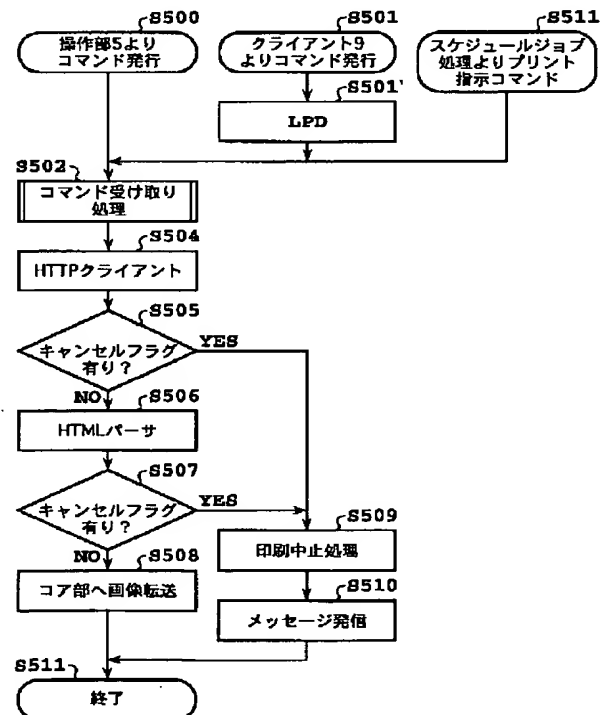 S500
操作部5より
コマンド発行
S501
クライアント9
よりコマンド発行
S511
スケジュールジョブ
処理よりプリント
指示コマンド
S501'
LPD
S502
コマンド受け取り
処理
S504
HTTPクライアント
S505
キャンセルフラグ
有り?
YES
NO
S506
HTMLパーサ
S507
キャンセルフラグ
有り?
YES
NO
S508
コア部へ画像転送
S509
印刷中止処理
S510
メッセージ発信
S511
終了